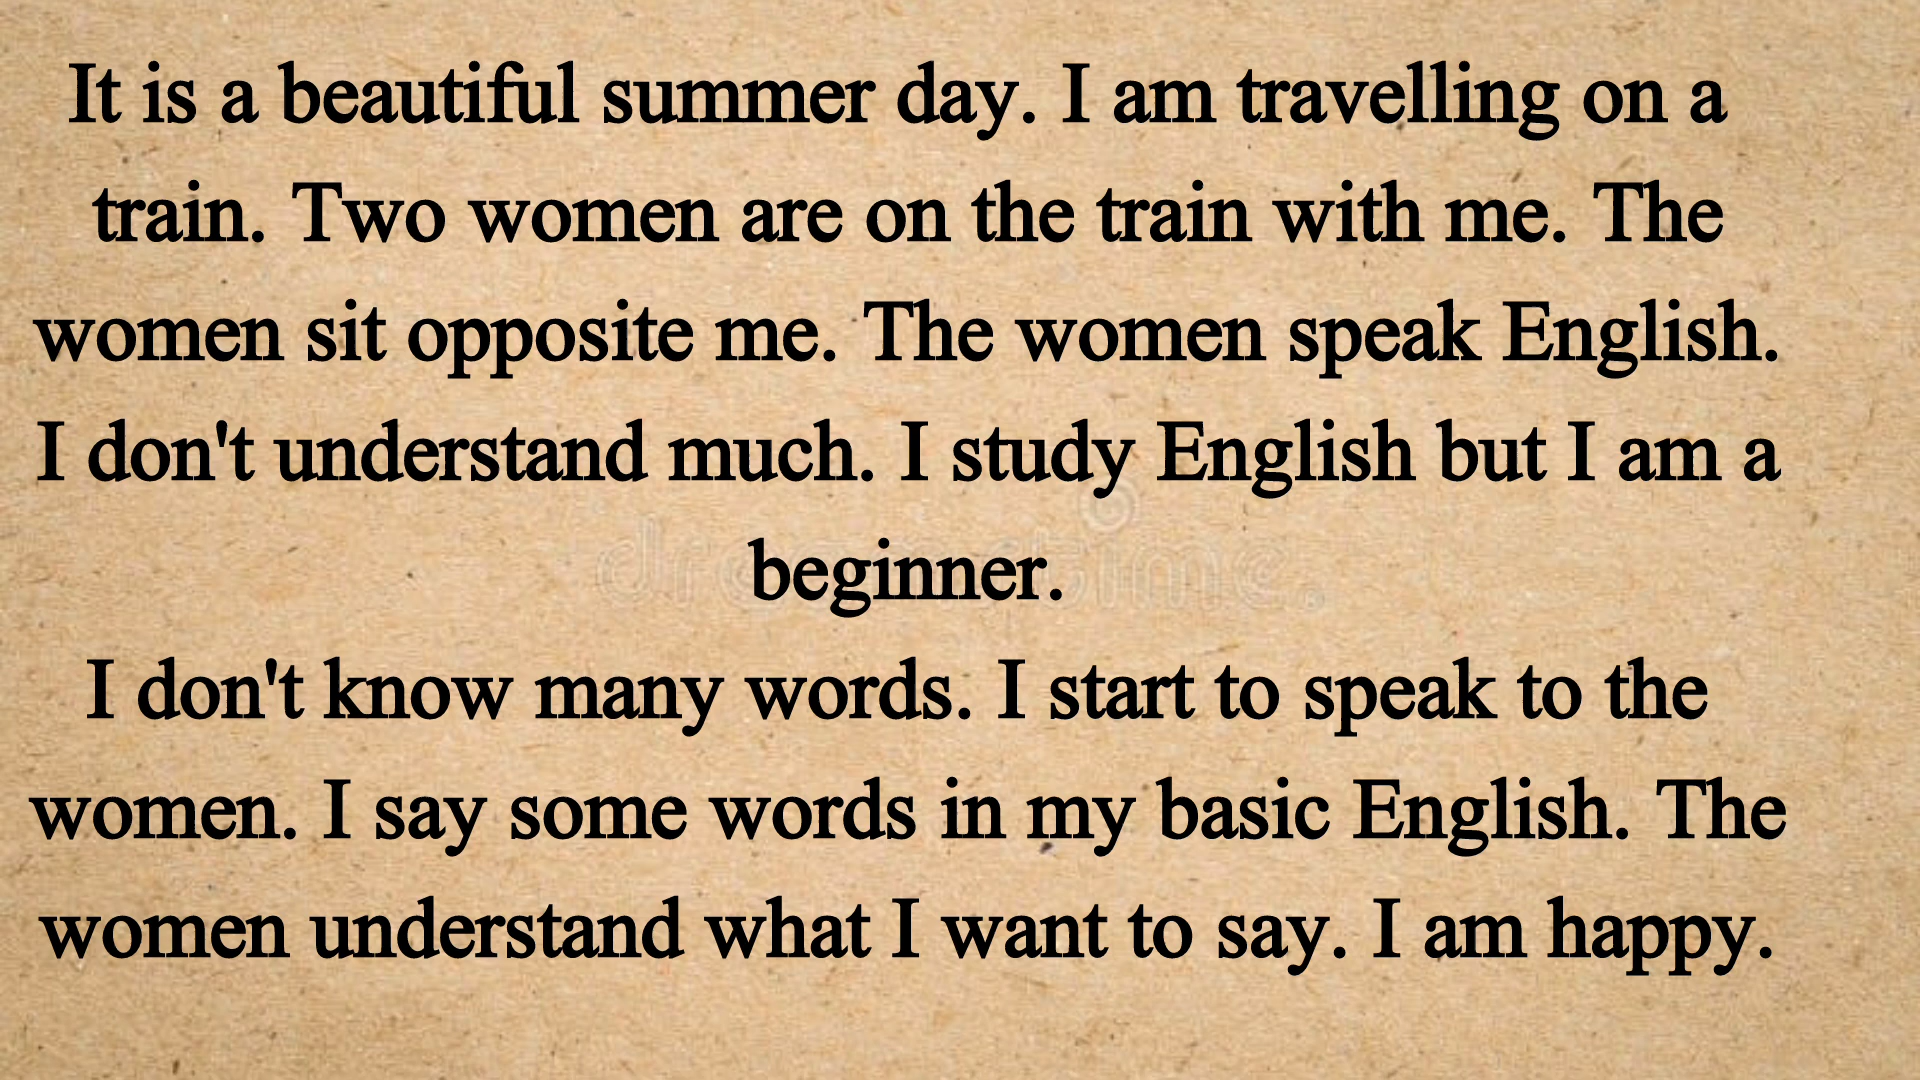 It is a beautiful summer day. I am travelling on a
train. Two women are on the train with me. The
women sit opposite me. The women speak English.
I don't understand much. I study English but I am a
beginner.
I don't know many words. I start to speak to the
women. I say some words in my basic English. The
women understand what I want to say. I am happy.